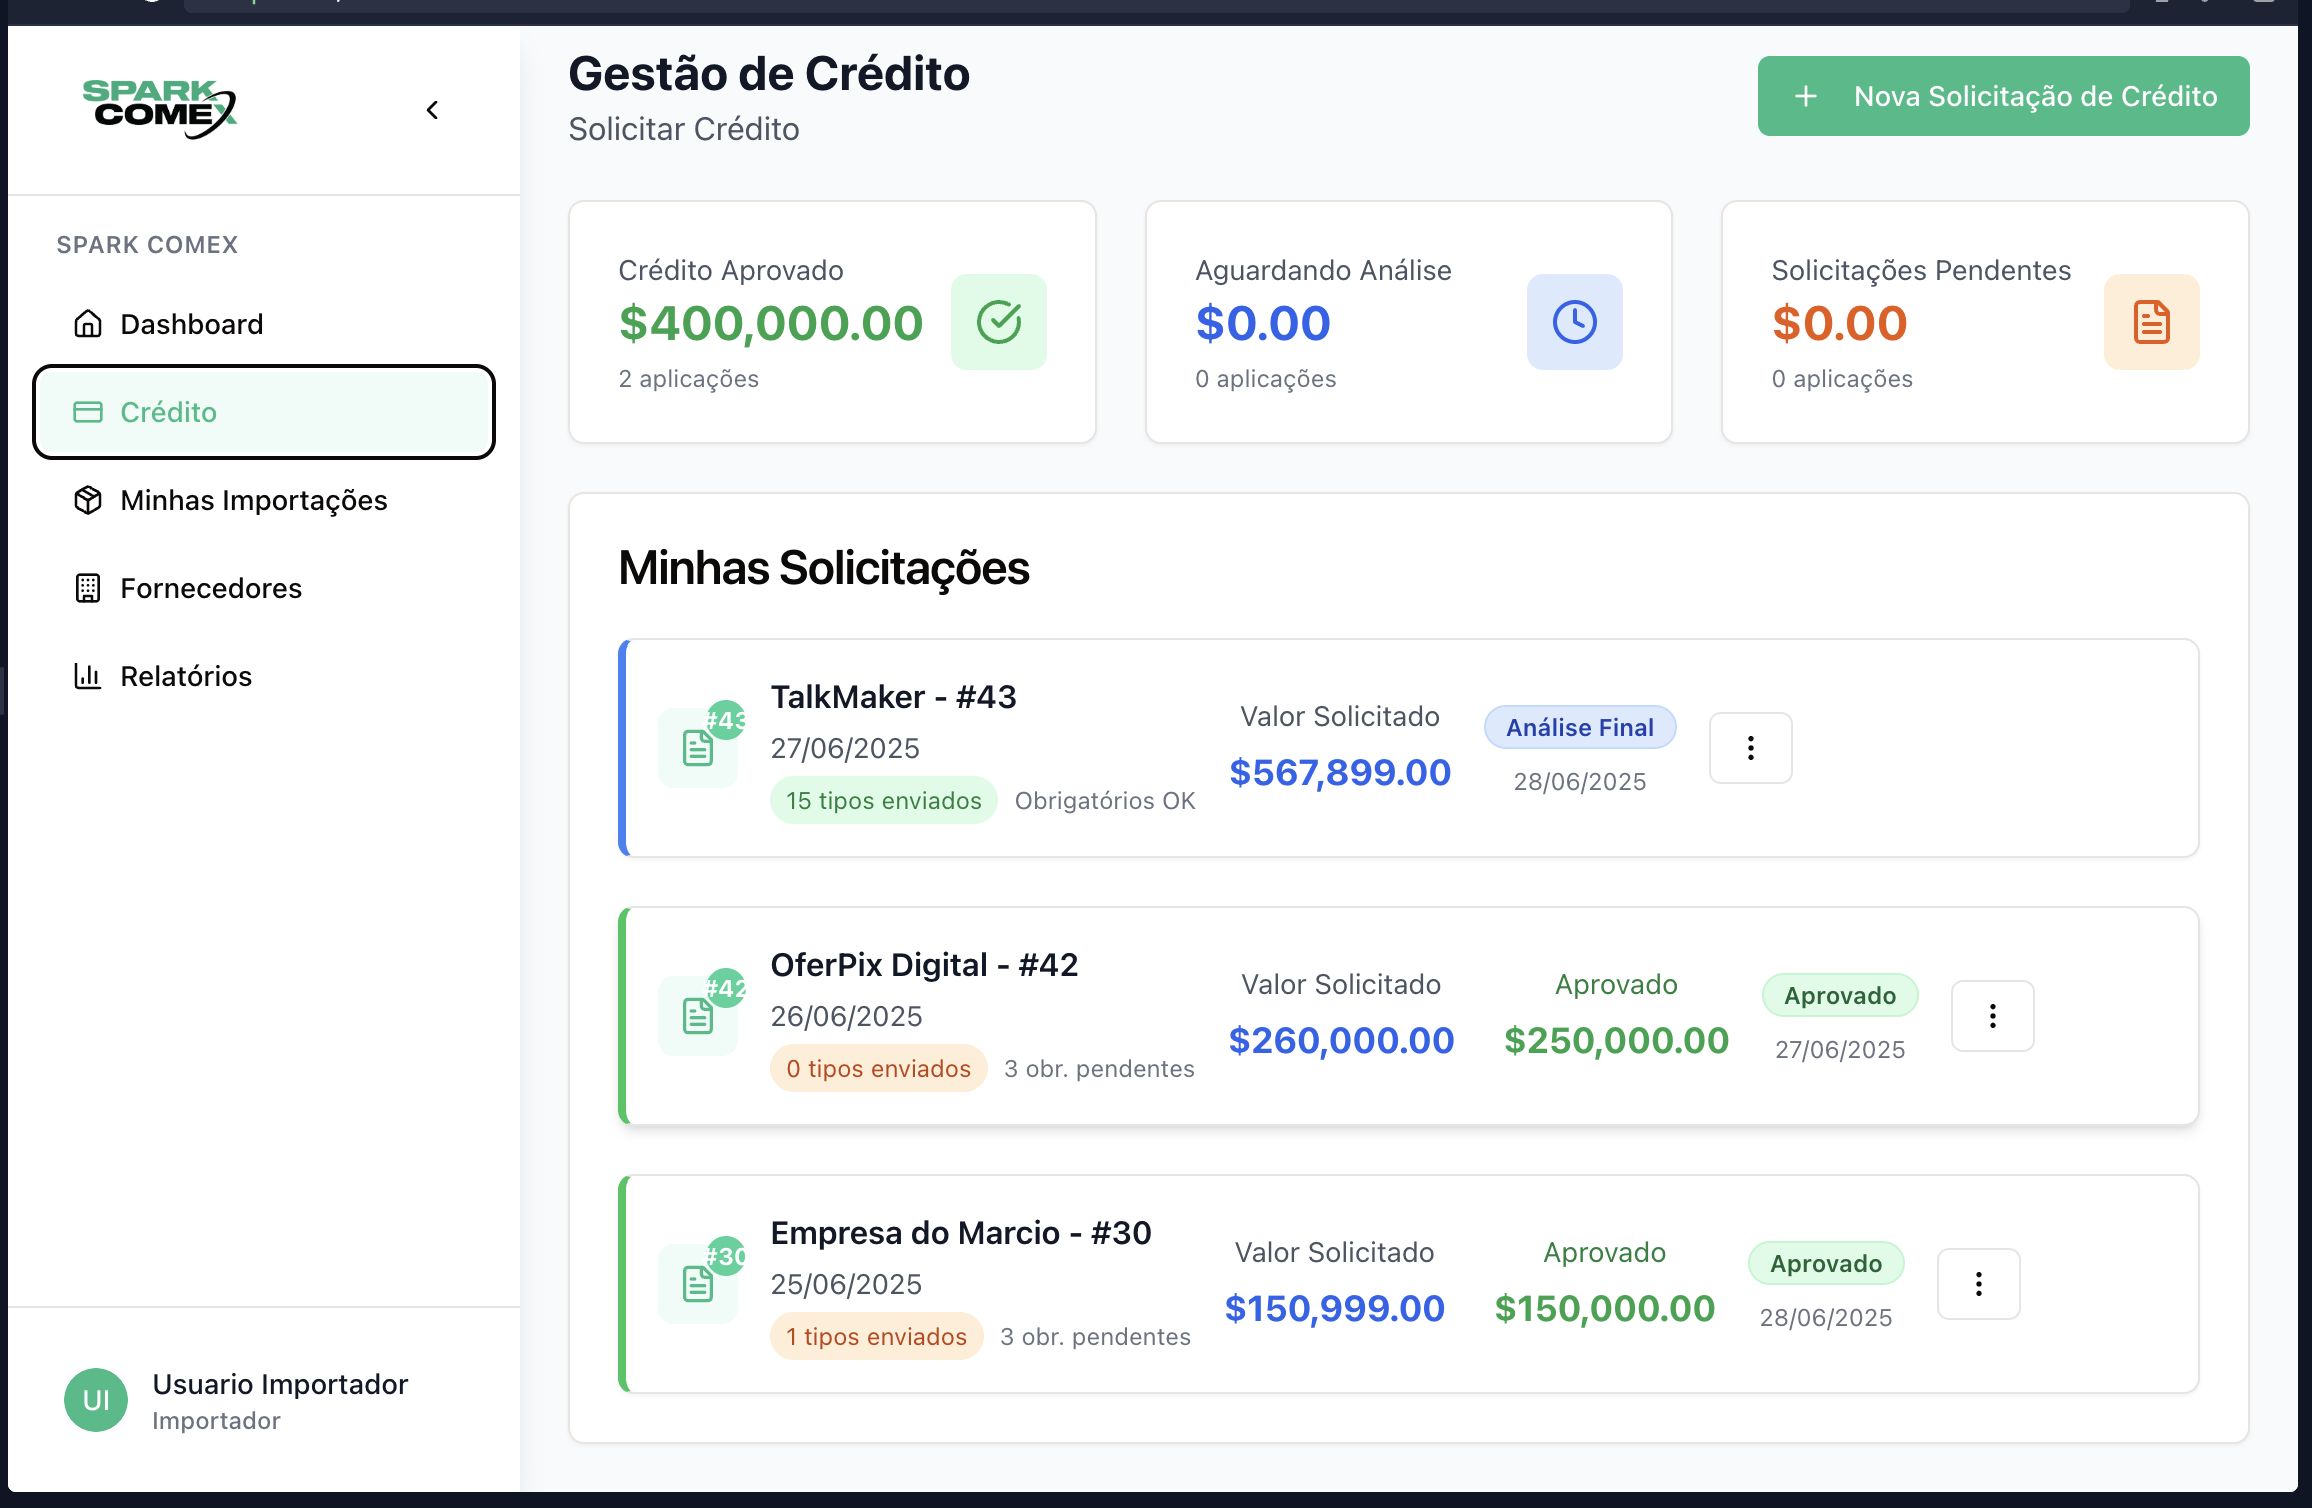 SPARK
COMEX
SPARK COMEX
Dashboard
Crédito
Minhas Importações
Fornecedores
Relatórios
UI
Usuario Importador
Importador
Gestão de Crédito
Solicitar Crédito
+ Nova Solicitação de Crédito
Crédito Aprovado
$400,000.00
2 aplicações
Aguardando Análise
$0.00
0 aplicações
Solicitações Pendentes
$0.00
0 aplicações
Minhas Solicitações
#43
TalkMaker - #43
27/06/2025
15 tipos enviados Obrigatórios OK
Valor Solicitado
$567,899.00
Análise Final
28/06/2025
#42
OferPix Digital - #42
26/06/2025
0 tipos enviados 3 obr. pendentes
Valor Solicitado
$260,000.00
Aprovado
$250,000.00
Aprovado
27/06/2025
#30
Empresa do Marcio - #30
25/06/2025
1 tipos enviados 3 obr. pendentes
Valor Solicitado
$150,999.00
Aprovado
$150,000.00
Aprovado
28/06/2025